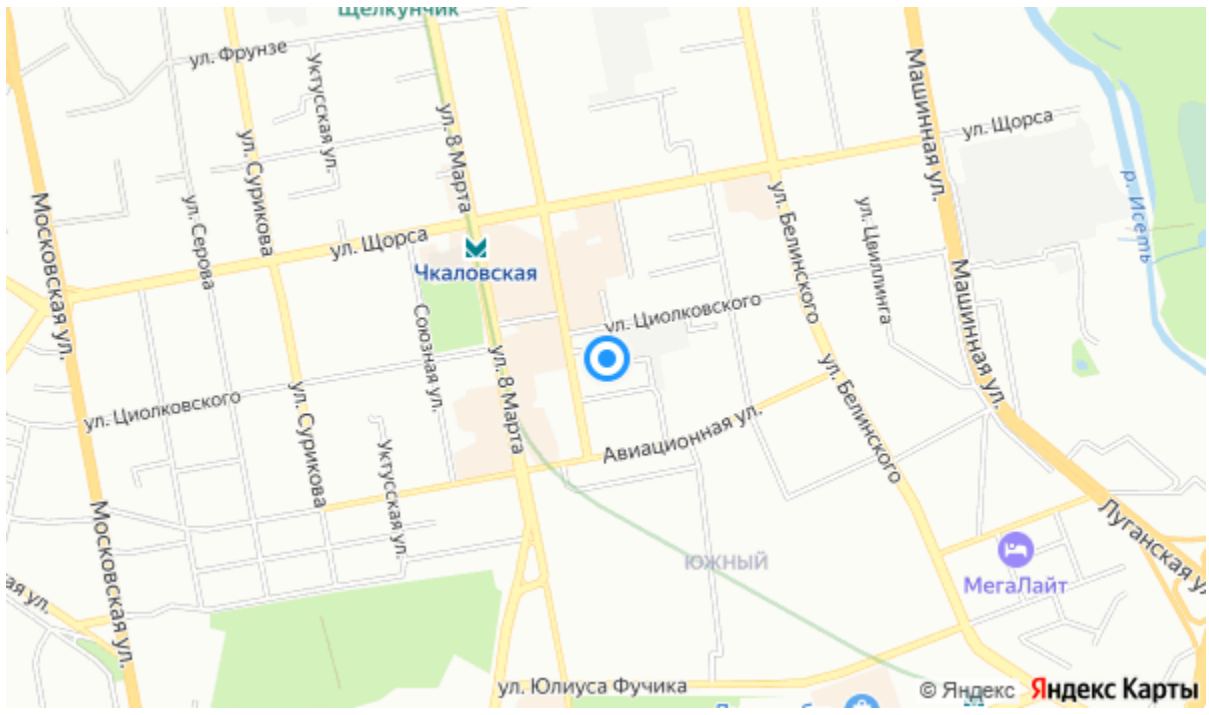 Щелкунчик
ул. Фрунзе
Уктусская ул.
ул. 8 Марта
ул. Сурикова
Машинная ул.
ул. Щорса
р. Исеть
Московская ул.
ул. Серова
ул. Щорса
Чкаловская
ул. Белинского
ул. Цвиллинга
Машинная ул.
Союзная ул.
ул. Циолковского
ул. 8 Марта
ул. Белинского
ул. Циолковского
ул. Сурикова
Уктусская ул.
Авиационная ул.
Московская ул.
Луганская ул.
ЮЖНЫЙ
МегаЛайт
ул. Юлиуса Фучика
© Яндекс Яндекс Карты